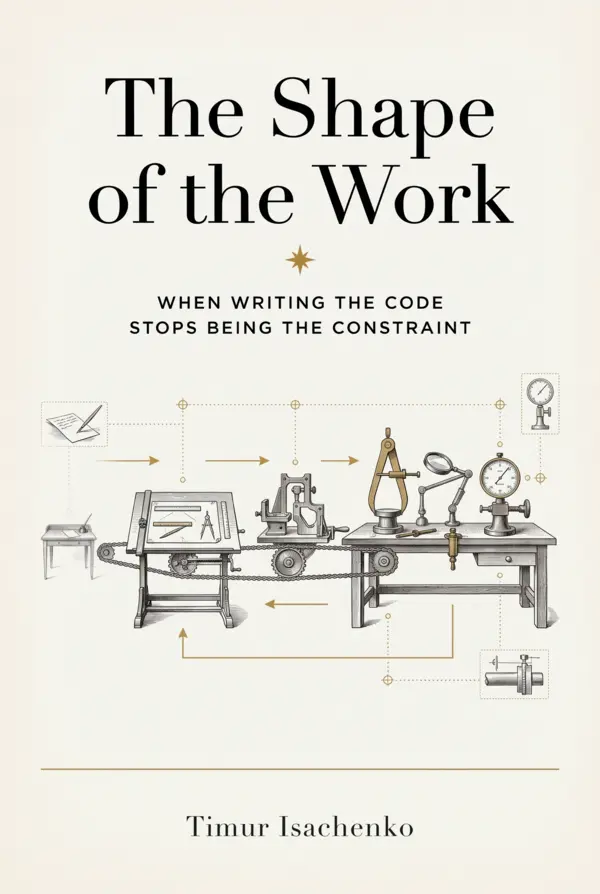 The Shape
of the Work
WHEN WRITING THE CODE
STOPS BEING THE CONSTRAINT
Timur Isachenko